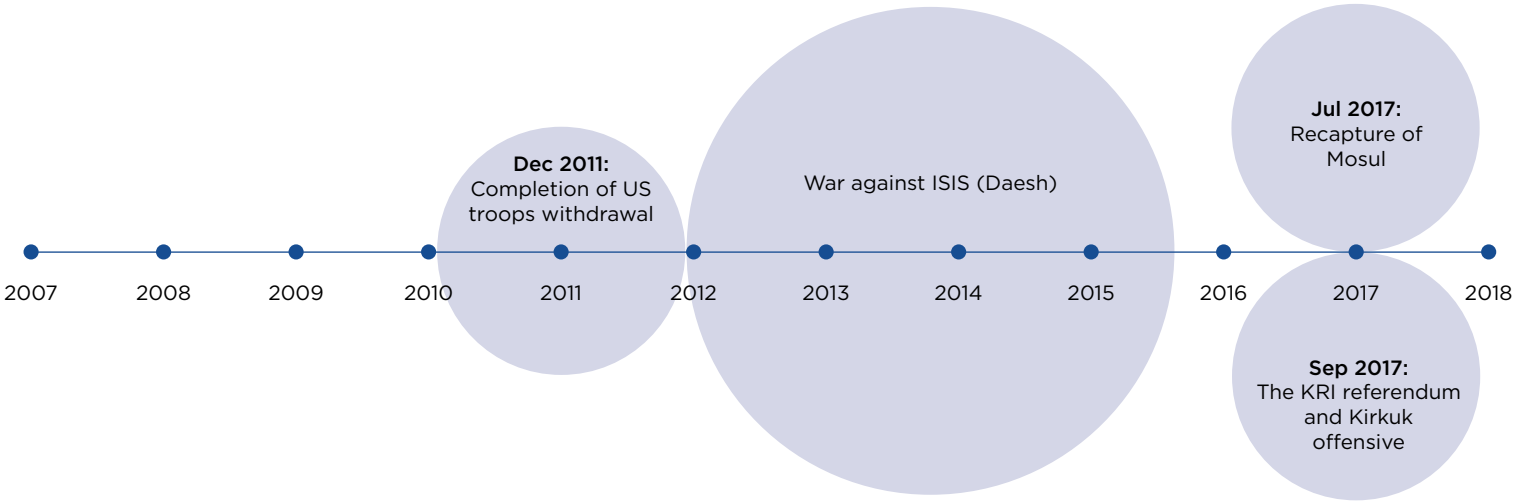 Jul 2017:
Recapture of
Mosul
Dec 2011:
Completion of US
troops withdrawal
War against ISIS (Daesh)
2007 2008 2009 2010 2011 2012 2013 2014 2015 2016 2017 2018
Sep 2017:
The KRI referendum
and Kirkuk
offensive